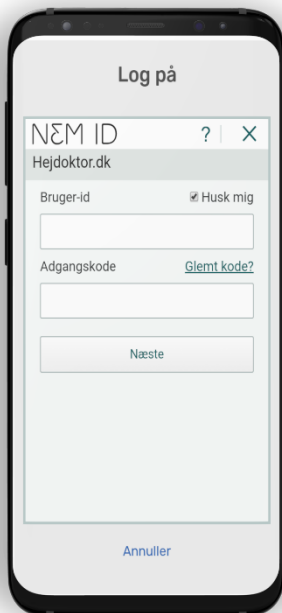 Log på
NEM ID ? X
Hejdoktor.dk
Bruger-id Husk mig
Adgangskode Glemt kode?
Næste
Annuller